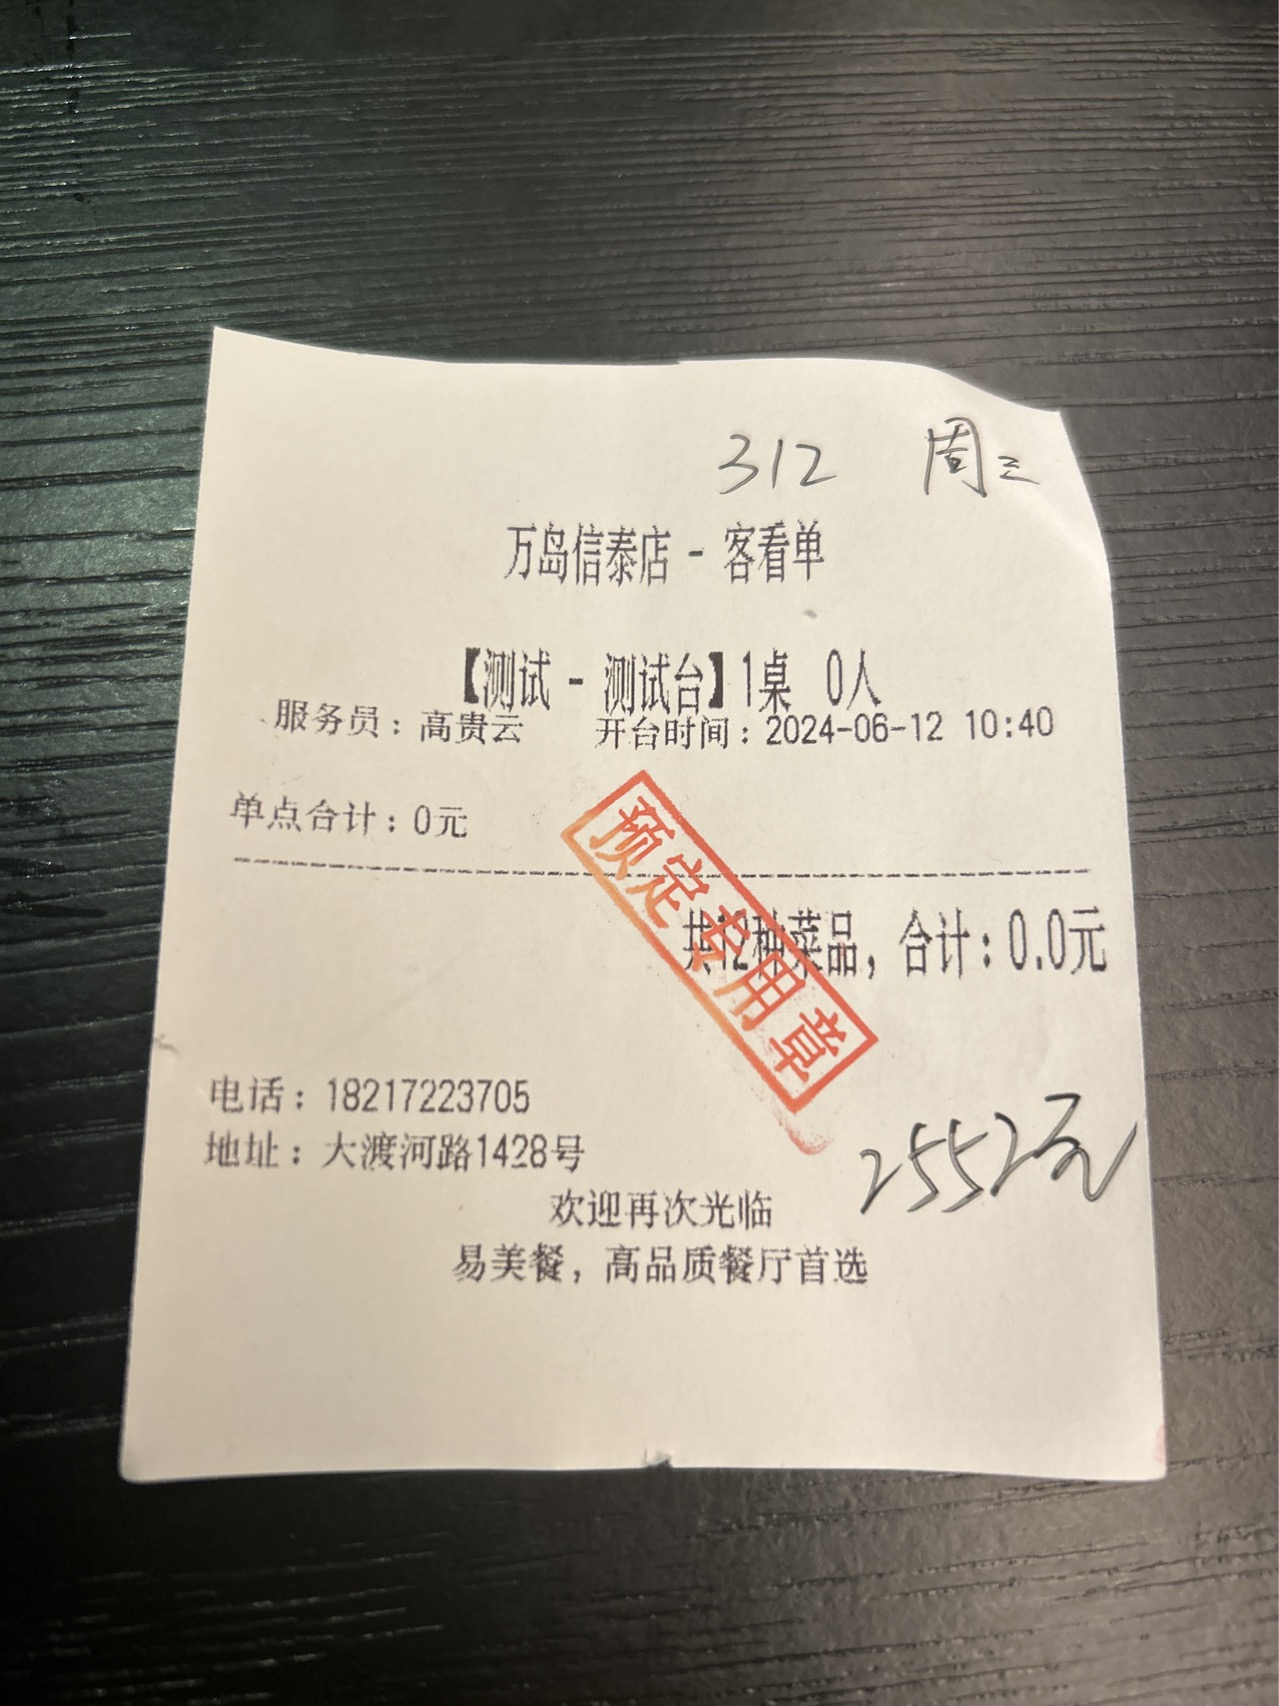 312 周三
万岛信泰店 - 客看单
【测试 - 测试台】1桌 0人
服务员：高贵云 开台时间：2024-06-12 10:40
单点合计：0元
预定专用章
共12种菜品，合计：0.0元
电话：18217223705
地址：大渡河路1428号
2552元
欢迎再次光临
易美餐，高品质餐厅首选